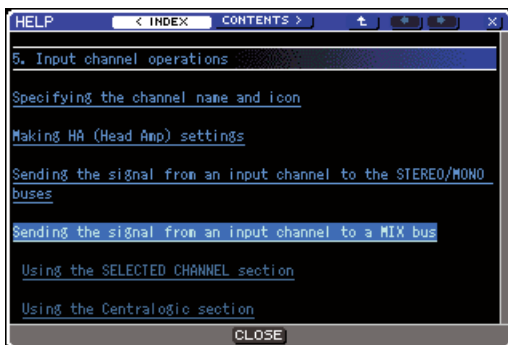 HELP < INDEX CONTENTS > X
5. Input channel operations
Specifying the channel name and icon
Making HA (Head Amp) settings
Sending the signal from an input channel to the STEREO/MONO
buses
Sending the signal from an input channel to a MIX bus
Using the SELECTED CHANNEL section
Using the Centralogic section
CLOSE